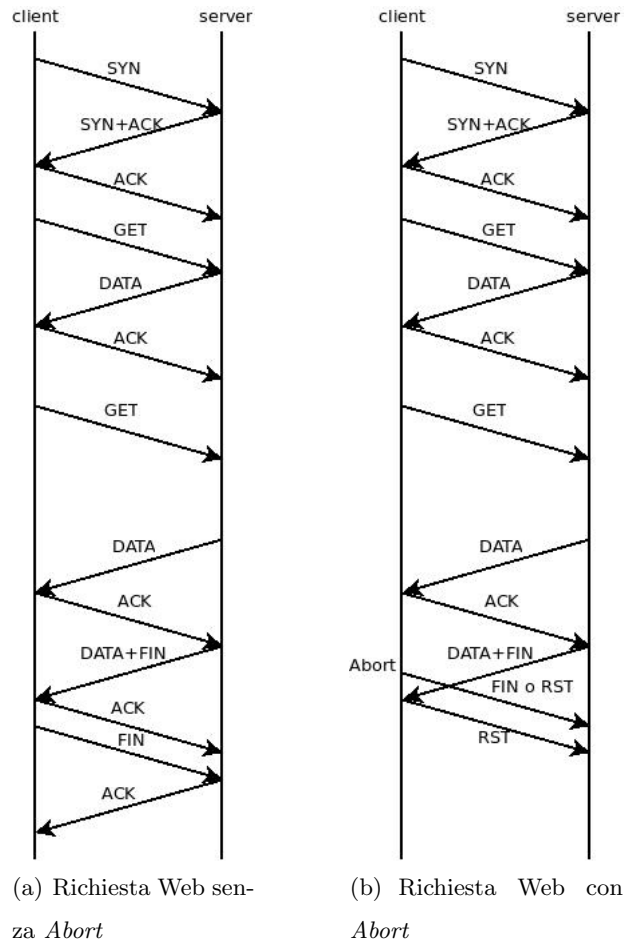 client server
SYN
SYN+ACK
ACK
GET
DATA
ACK
GET
DATA
ACK
DATA+FIN
ACK
FIN
ACK
(a) Richiesta Web sen-
za Abort
client server
SYN
SYN+ACK
ACK
GET
DATA
ACK
GET
DATA
ACK
DATA+FIN
Abort
FIN o RST
RST
(b) Richiesta Web con
Abort